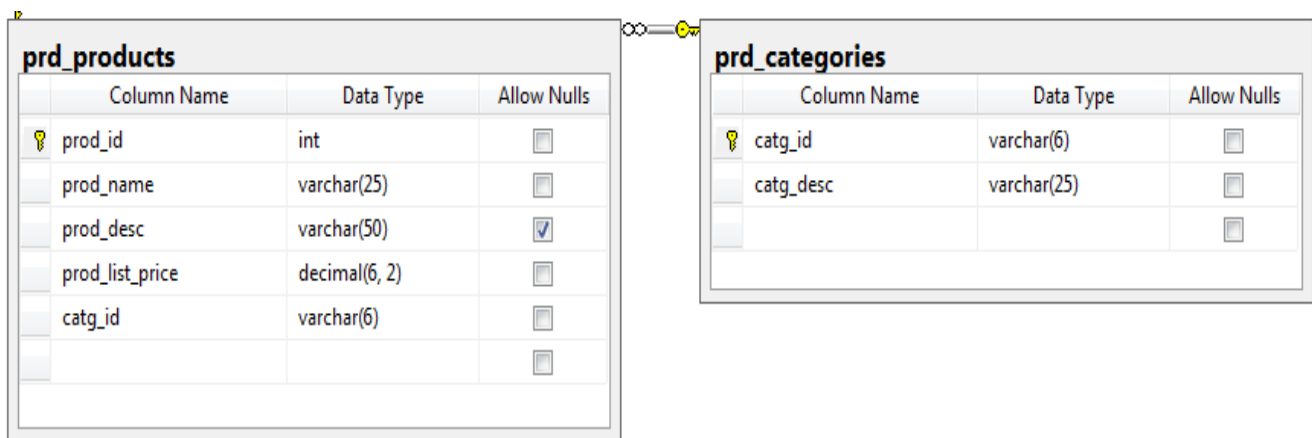 prd_products
Column Name Data Type Allow Nulls
prod_id int
prod_name varchar(25)
prod_desc varchar(50)
prod_list_price decimal(6, 2)
catg_id varchar(6)
prd_categories
Column Name Data Type Allow Nulls
catg_id varchar(6)
catg_desc varchar(25)